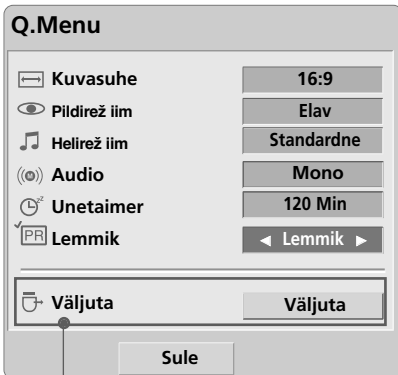 Q.Menu
Kuvasuhe 16:9
Pildirež iim Elav
Helirež iim Standardne
Audio Mono
Unetaimer 120 Min
PR Lemmik ◄ Lemmik ►
Väljuta Väljuta
Sule